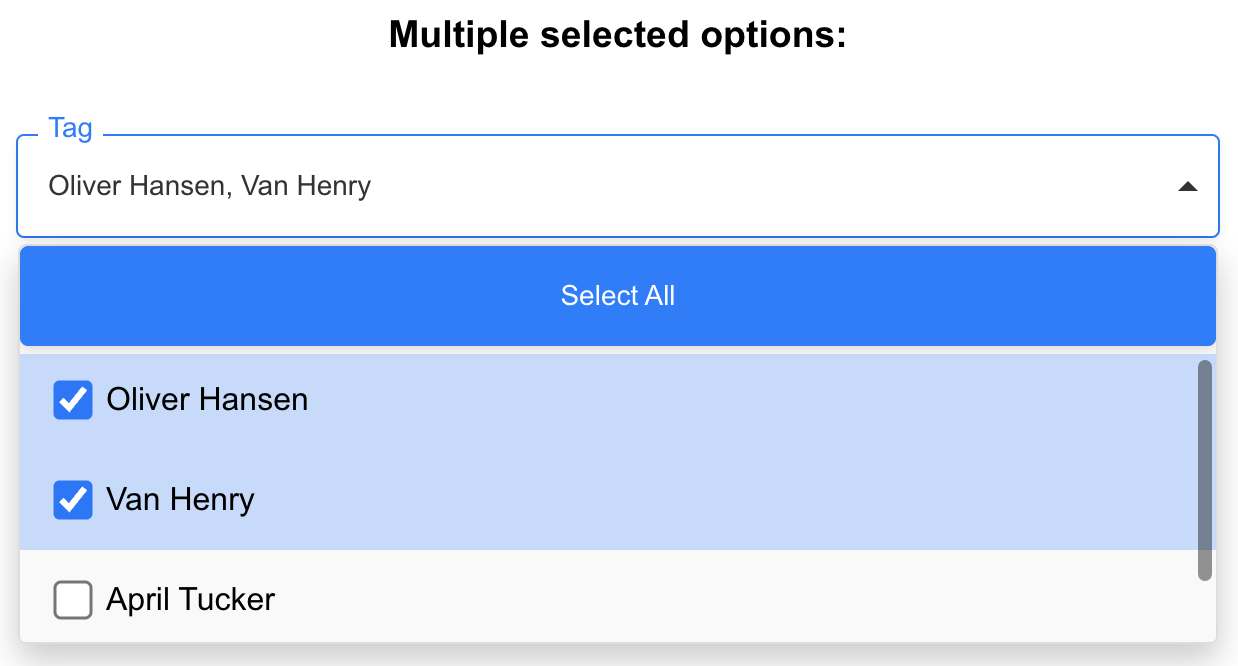 Multiple selected options:
Tag
Oliver Hansen, Van Henry
Select All
Oliver Hansen
Van Henry
April Tucker